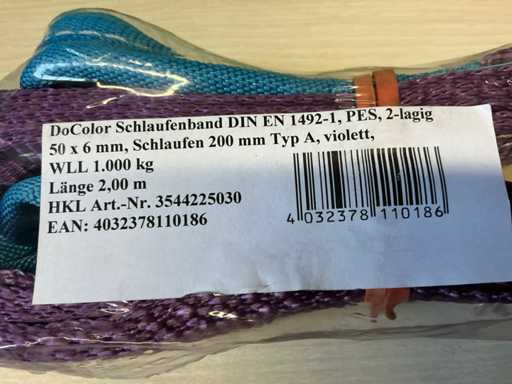 DoColor Schlaufenband DIN EN 1492-1, PES, 2-lagig
50 x 6 mm, Schlaufen 200 mm Typ A, violett,
WLL 1.000 kg
Länge 2,00 m
HKL Art.-Nr. 3544225030
EAN: 4032378110186
4 032378 110186